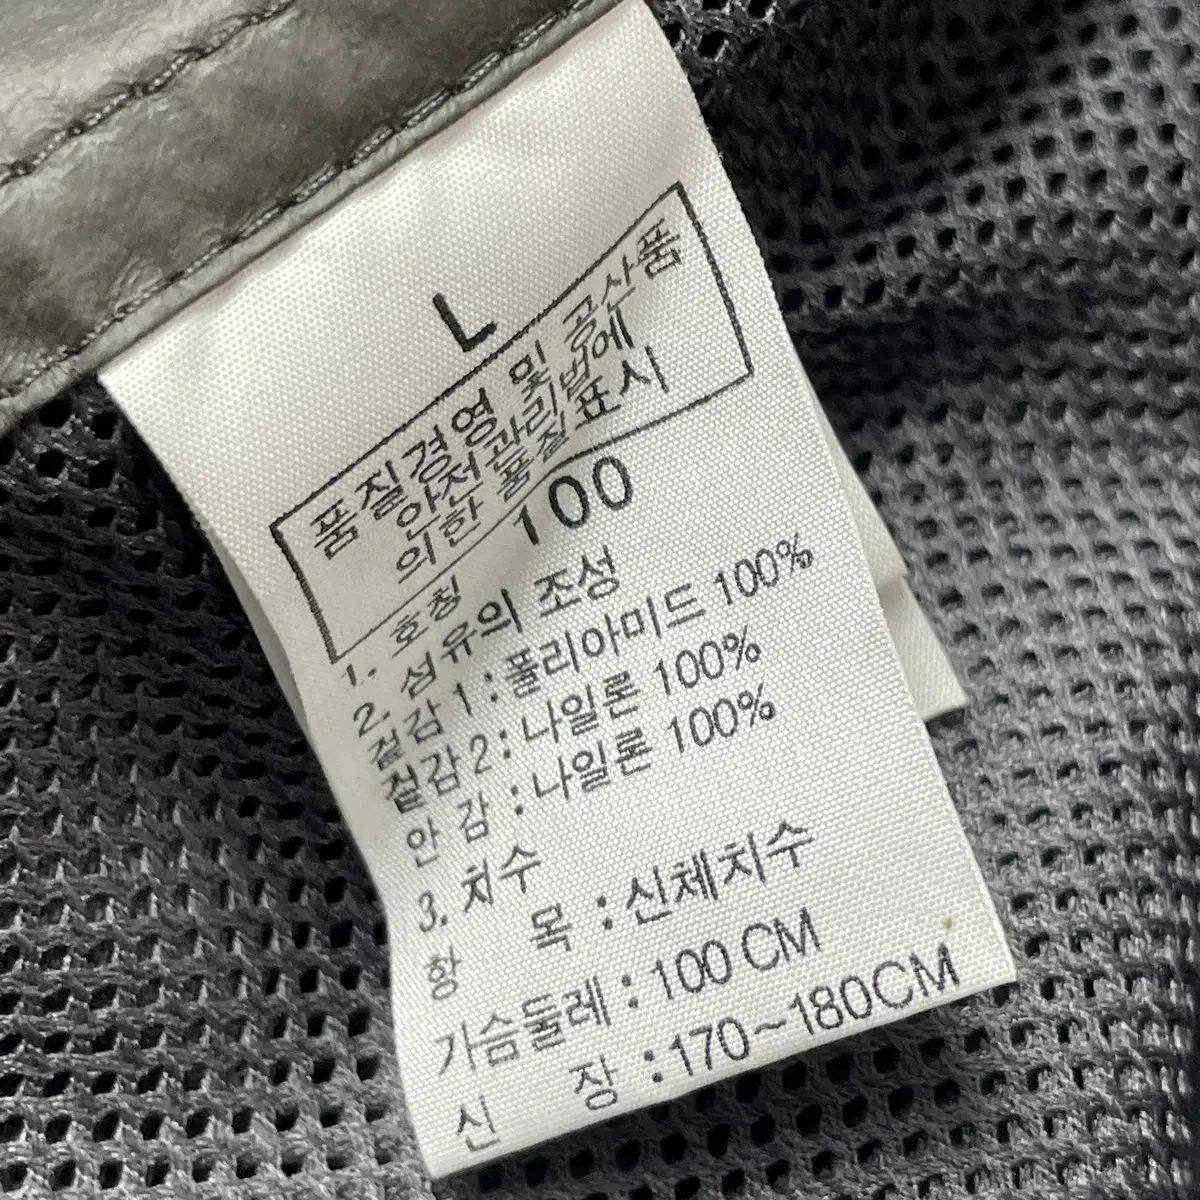 L
품질경영 및 공산품
안전관리법에
의한 품질표시
1. 호칭 100
2. 섬유의 조성
겉감1 : 폴리아미드 100%
겉감2 : 나일론 100%
안감 : 나일론 100%
3. 치수
항목 : 신체치수
가슴둘레 : 100 CM
신장 : 170~180CM